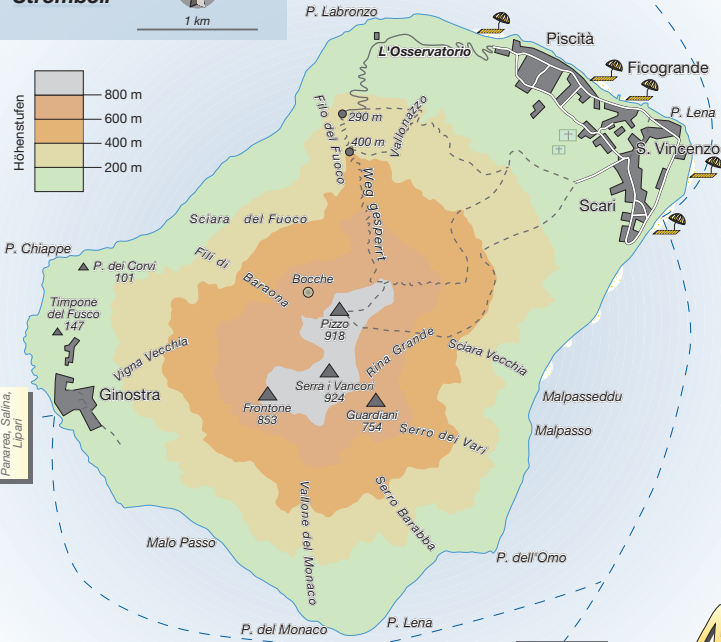 Stromboli
1 km
Höhenstufen
800 m
600 m
400 m
200 m
P. Labronzo
L'Osservatorio
Piscità
Ficogrande
P. Lena
S. Vincenzo
Scari
290 m
400 m
Filo del Fuoco
Vallonazzo
Weg gesperrt
Sciara del Fuoco
Fili di
Baraona
Bocche
P. Chiappe
P. dei Corvi
101
Timpone
del Fusco
147
Pizzo
918
Vigna Vecchia
Rina Grande
Sciara Vecchia
Serra i Vancori
924
Ginostra
Frontone
853
Guardiani
754
Malpasseddu
Malpasso
Serro dei Vari
Panarea, Salina,
Lipari
Serro Barabba
Vallone del Monaco
Malo Passo
P. dell'Omo
P. Lena
P. del Monaco